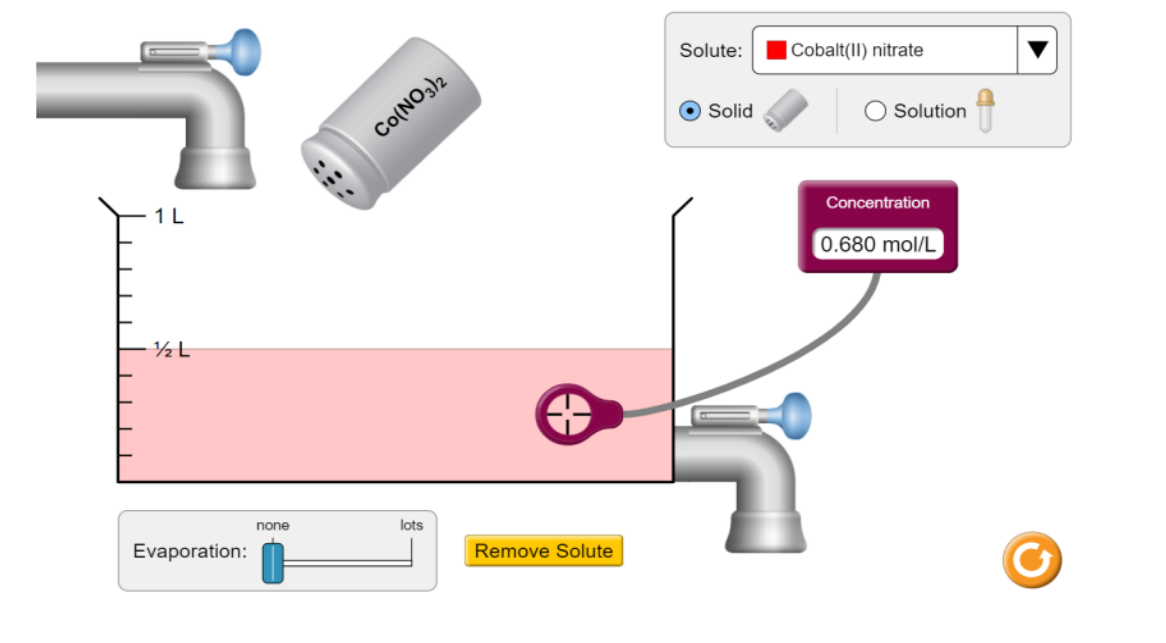 Solute: Cobalt(II) nitrate
Co(NO₃)₂
Solid Solution
Concentration
0.680 mol/L
1 L
½ L
none lots
Evaporation:
Remove Solute